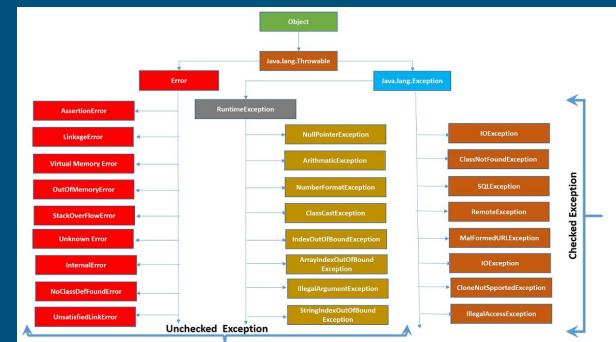 Object
Java.lang.Throwable
Error
Java.lang.Exception
RuntimeException
AssertionError
LinkageError
Virtual Memory Error
OutOfMemoryError
StackOverFlowError
Unknown Error
InternalError
NoClassDefFoundError
UnsatisfiedLinkError
NullPointerException
ArithmaticException
NumberFormatException
ClassCastException
IndexOutOfBoundException
ArrayIndexOutOfBound
Exception
IllegalArgumentException
StringIndexOutOfBound
Exception
IOException
ClassNotFoundException
SQLException
RemoteException
MalFormedURLException
IOException
CloneNotSpportedException
IllegalAccessException
Checked Exception
Unchecked Exception